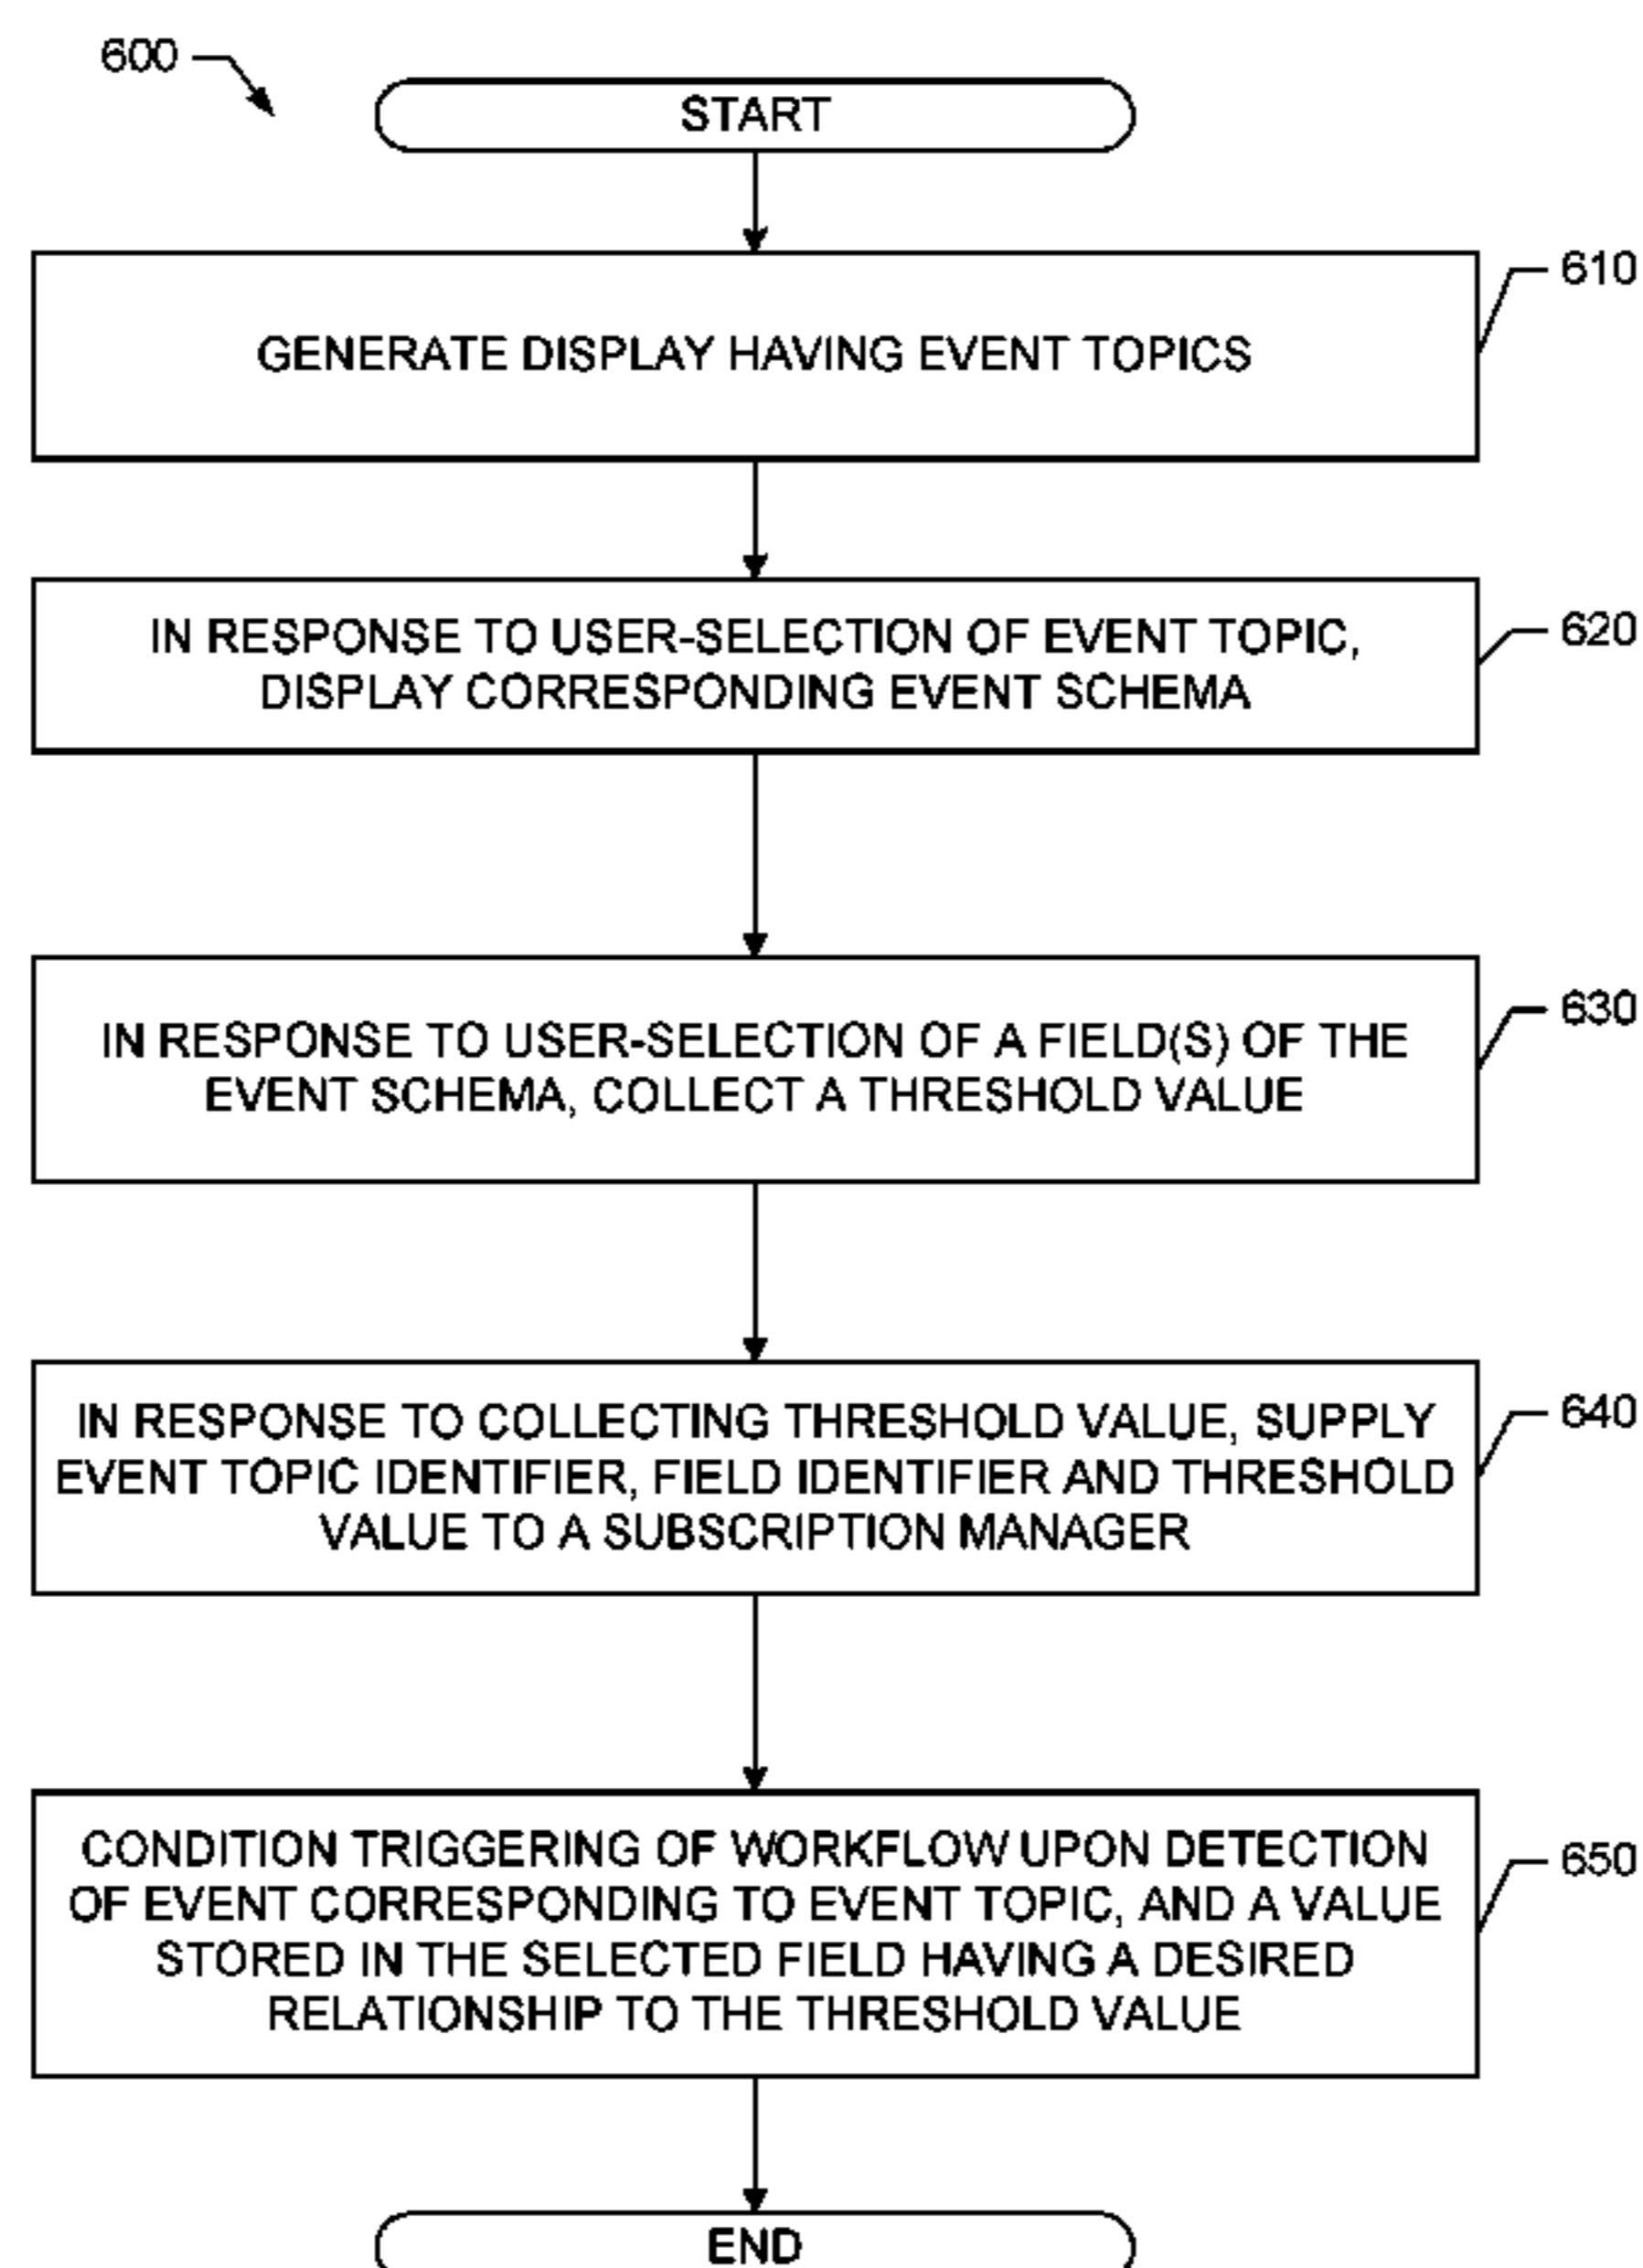 600
START
610
GENERATE DISPLAY HAVING EVENT TOPICS
620
IN RESPONSE TO USER-SELECTION OF EVENT TOPIC,
DISPLAY CORRESPONDING EVENT SCHEMA
630
IN RESPONSE TO USER-SELECTION OF A FIELD(S) OF THE
EVENT SCHEMA, COLLECT A THRESHOLD VALUE
640
IN RESPONSE TO COLLECTING THRESHOLD VALUE, SUPPLY
EVENT TOPIC IDENTIFIER, FIELD IDENTIFIER AND THRESHOLD
VALUE TO A SUBSCRIPTION MANAGER
650
CONDITION TRIGGERING OF WORKFLOW UPON DETECTION
OF EVENT CORRESPONDING TO EVENT TOPIC, AND A VALUE
STORED IN THE SELECTED FIELD HAVING A DESIRED
RELATIONSHIP TO THE THRESHOLD VALUE
END